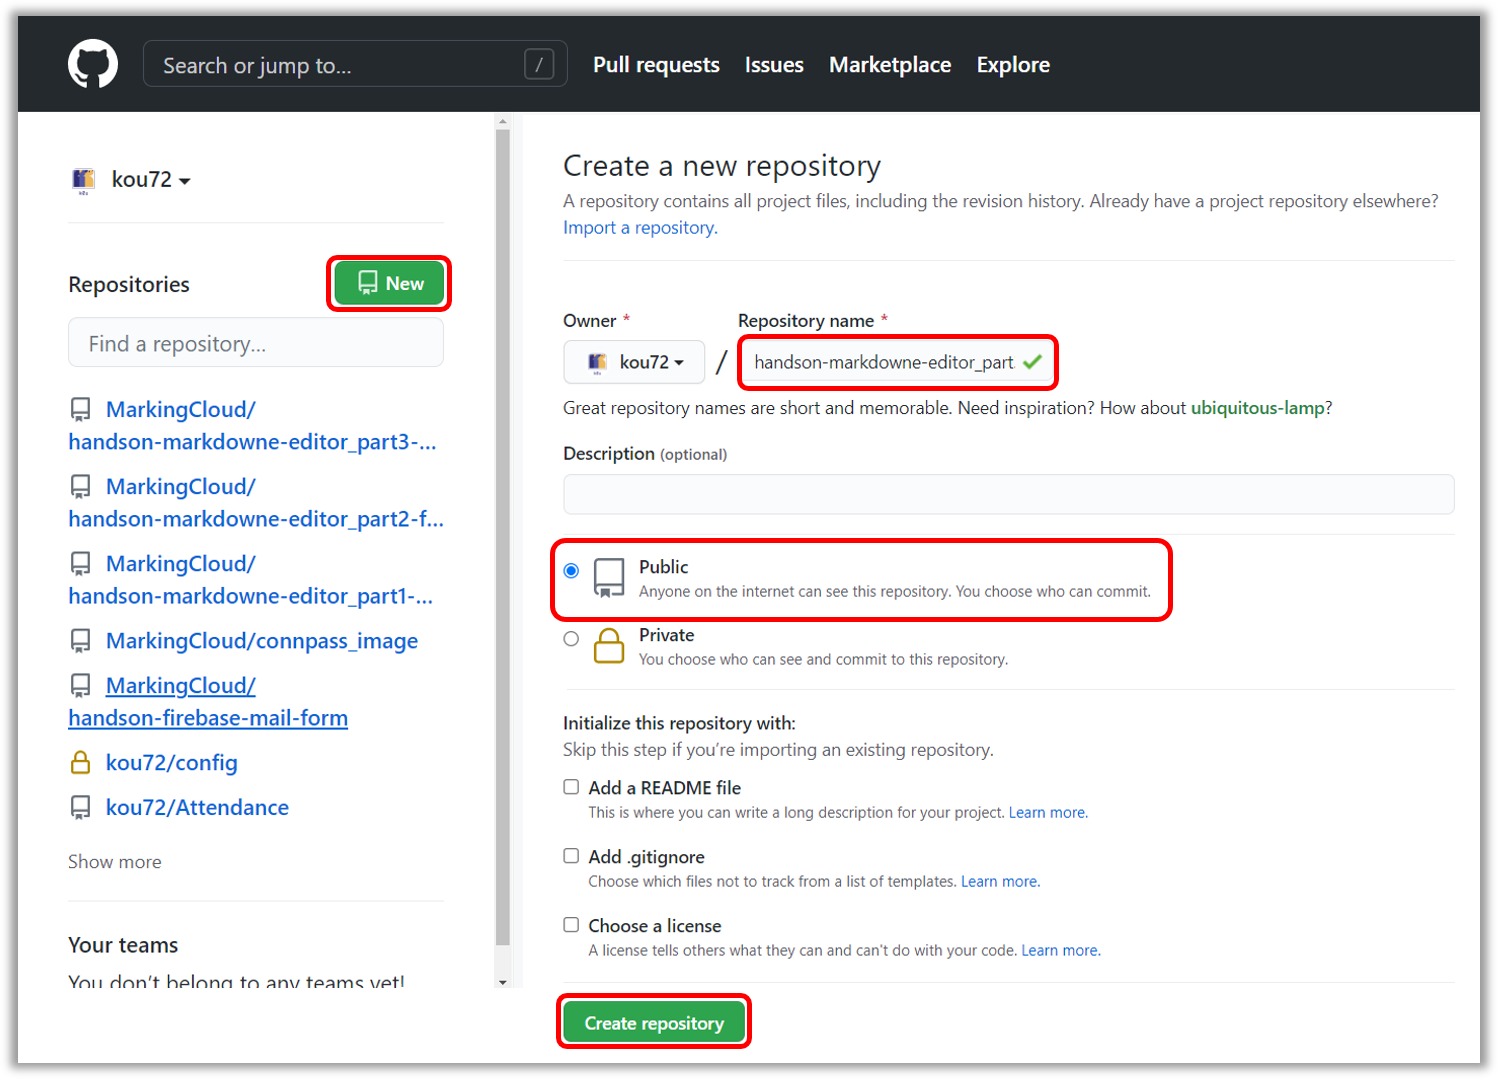 Search or jump to...
/
Pull requests
Issues
Marketplace
Explore
kou72
Repositories
New
Find a repository...
MarkingCloud/
handson-markdowne-editor_part3-...
MarkingCloud/
handson-markdowne-editor_part2-f...
MarkingCloud/
handson-markdowne-editor_part1-...
MarkingCloud/connpass_image
MarkingCloud/
handson-firebase-mail-form
kou72/config
kou72/Attendance
Show more
Your teams
You don't belong to any teams yet!
Create a new repository
A repository contains all project files, including the revision history. Already have a project repository elsewhere?
Import a repository.
Owner *
Repository name *
kou72
/
handson-markdowne-editor_part
Great repository names are short and memorable. Need inspiration? How about ubiquitous-lamp?
Description (optional)
Public
Anyone on the internet can see this repository. You choose who can commit.
Private
You choose who can see and commit to this repository.
Initialize this repository with:
Skip this step if you're importing an existing repository.
Add a README file
This is where you can write a long description for your project. Learn more.
Add .gitignore
Choose which files not to track from a list of templates. Learn more.
Choose a license
A license tells others what they can and can't do with your code. Learn more.
Create repository